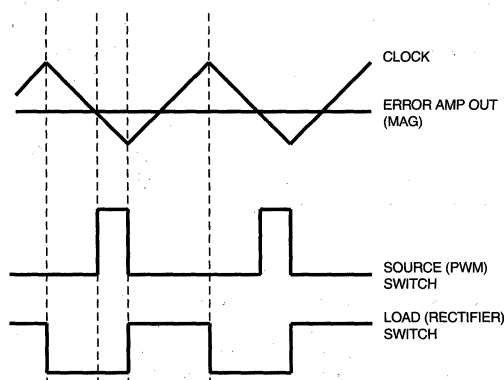 CLOCK
ERROR AMP OUT
(MAG)
SOURCE (PWM)
SWITCH
LOAD (RECTIFIER)
SWITCH